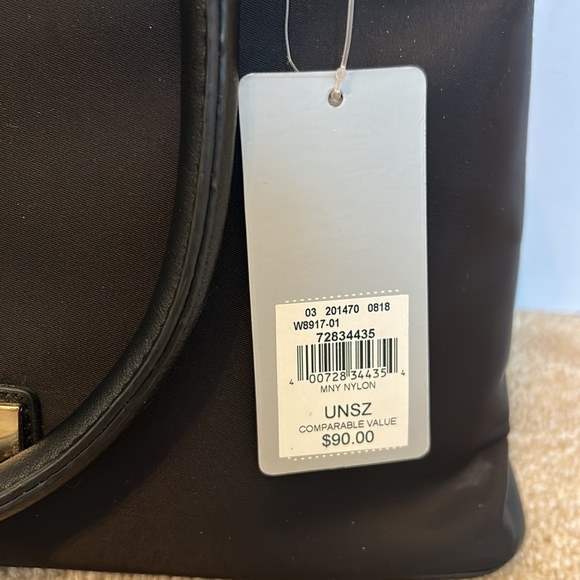 03 201470 0818
W8917-01
72834435
4 00728 34435 4
MNY NYLON
UNSZ
COMPARABLE VALUE
$90.00